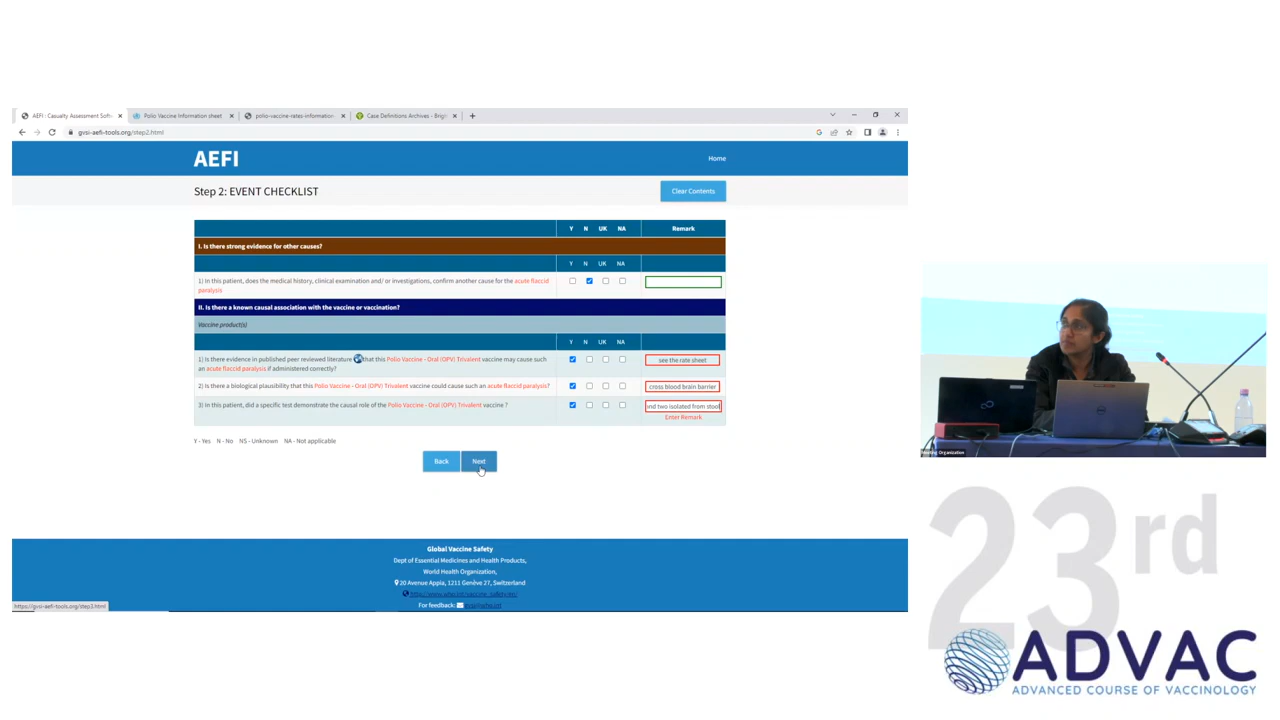 AEFI : Casualty Assessment Soft-
Polio Vaccine Information sheet
polio-vaccine-rates-information-
Case Definitions Archives - Brigh
gvsi-aefi-tools.org/step2.html
AEFI
Home
Step 2: EVENT CHECKLIST
Clear Contents
Y N UK NA Remark
I. Is there strong evidence for other causes?
Y N UK NA
1) In this patient, does the medical history, clinical examination and/ or investigations, confirm another cause for the acute flaccid
paralysis
II. Is there a known causal association with the vaccine or vaccination?
Vaccine product(s)
Y N UK NA
1) Is there evidence in published peer reviewed literature that this Polio Vaccine - Oral (OPV) Trivalent vaccine may cause such
an acute flaccid paralysis if administered correctly?
see the rate sheet
2) Is there a biological plausibility that this Polio Vaccine - Oral (OPV) Trivalent vaccine could cause such an acute flaccid paralysis?
cross blood brain barrier
3) In this patient, did a specific test demonstrate the causal role of the Polio Vaccine - Oral (OPV) Trivalent vaccine ?
nd two isolated from stool
Enter Remark
Y - Yes N - No NS - Unknown NA - Not applicable
Back
Next
Global Vaccine Safety
Dept of Essential Medicines and Health Products,
World Health Organization,
20 Avenue Appia, 1211 Genève 27, Switzerland
http://www.who.int/vaccine_safety/en/
For feedback:
https://gvsi-aefi-tools.org/step3.html
Meeting Organization
23rd
ADVAC
ADVANCED COURSE OF VACCINOLOGY